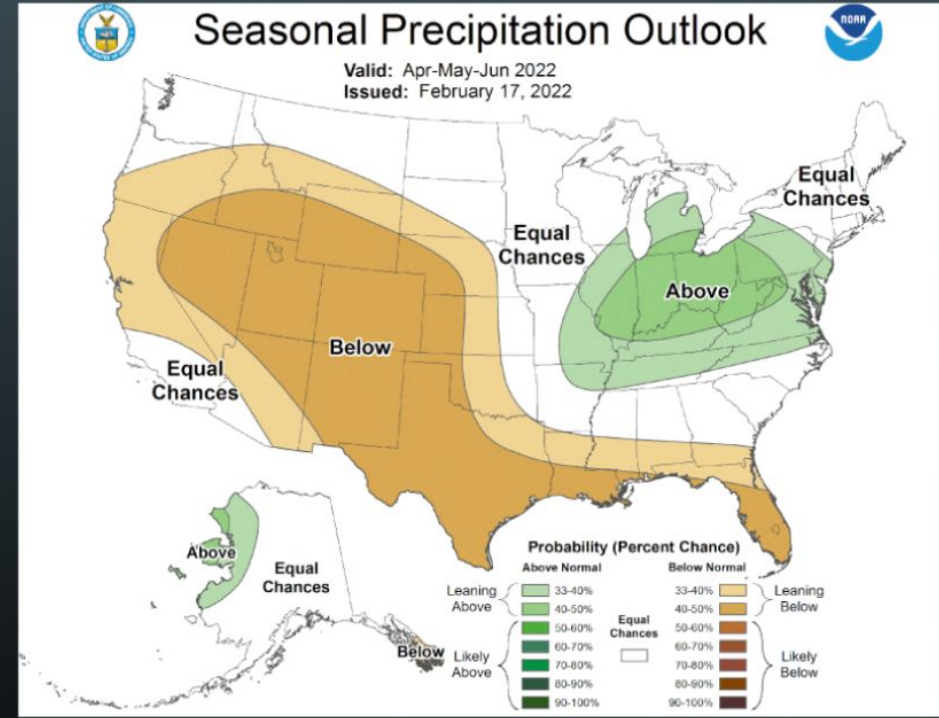 Seasonal Precipitation Outlook
NOAA
Valid: Apr-May-Jun 2022
Issued: February 17, 2022
Equal
Chances
Equal
Chances
Above
Below
Equal
Chances
Above
Equal
Chances
Below
Probability (Percent Chance)
Above Normal Below Normal
Leaning
Above
33-40%
40-50%
Likely
Above
50-60%
60-70%
70-80%
80-90%
90-100%
Equal
Chances
33-40%
40-50%
Leaning
Below
50-60%
60-70%
70-80%
80-90%
90-100%
Likely
Below